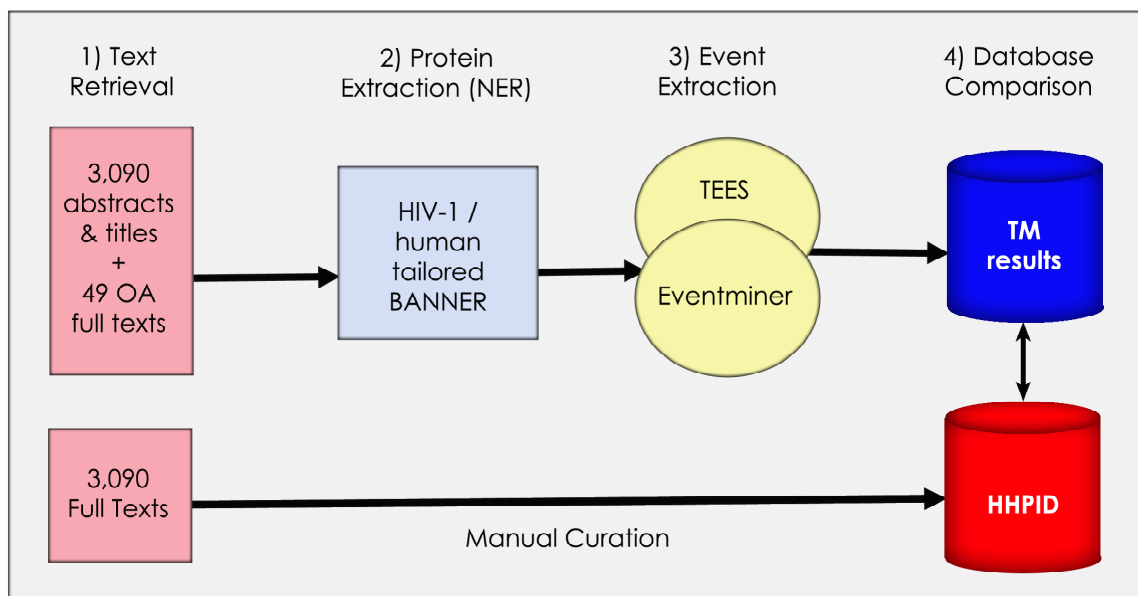 1) Text
Retrieval
2) Protein
Extraction (NER)
3) Event
Extraction
4) Database
Comparison
3,090
abstracts
& titles
+
49 OA
full texts
HIV-1 /
human
tailored
BANNER
TEES
Eventminer
TM
results
3,090
Full Texts
Manual Curation
HHPID